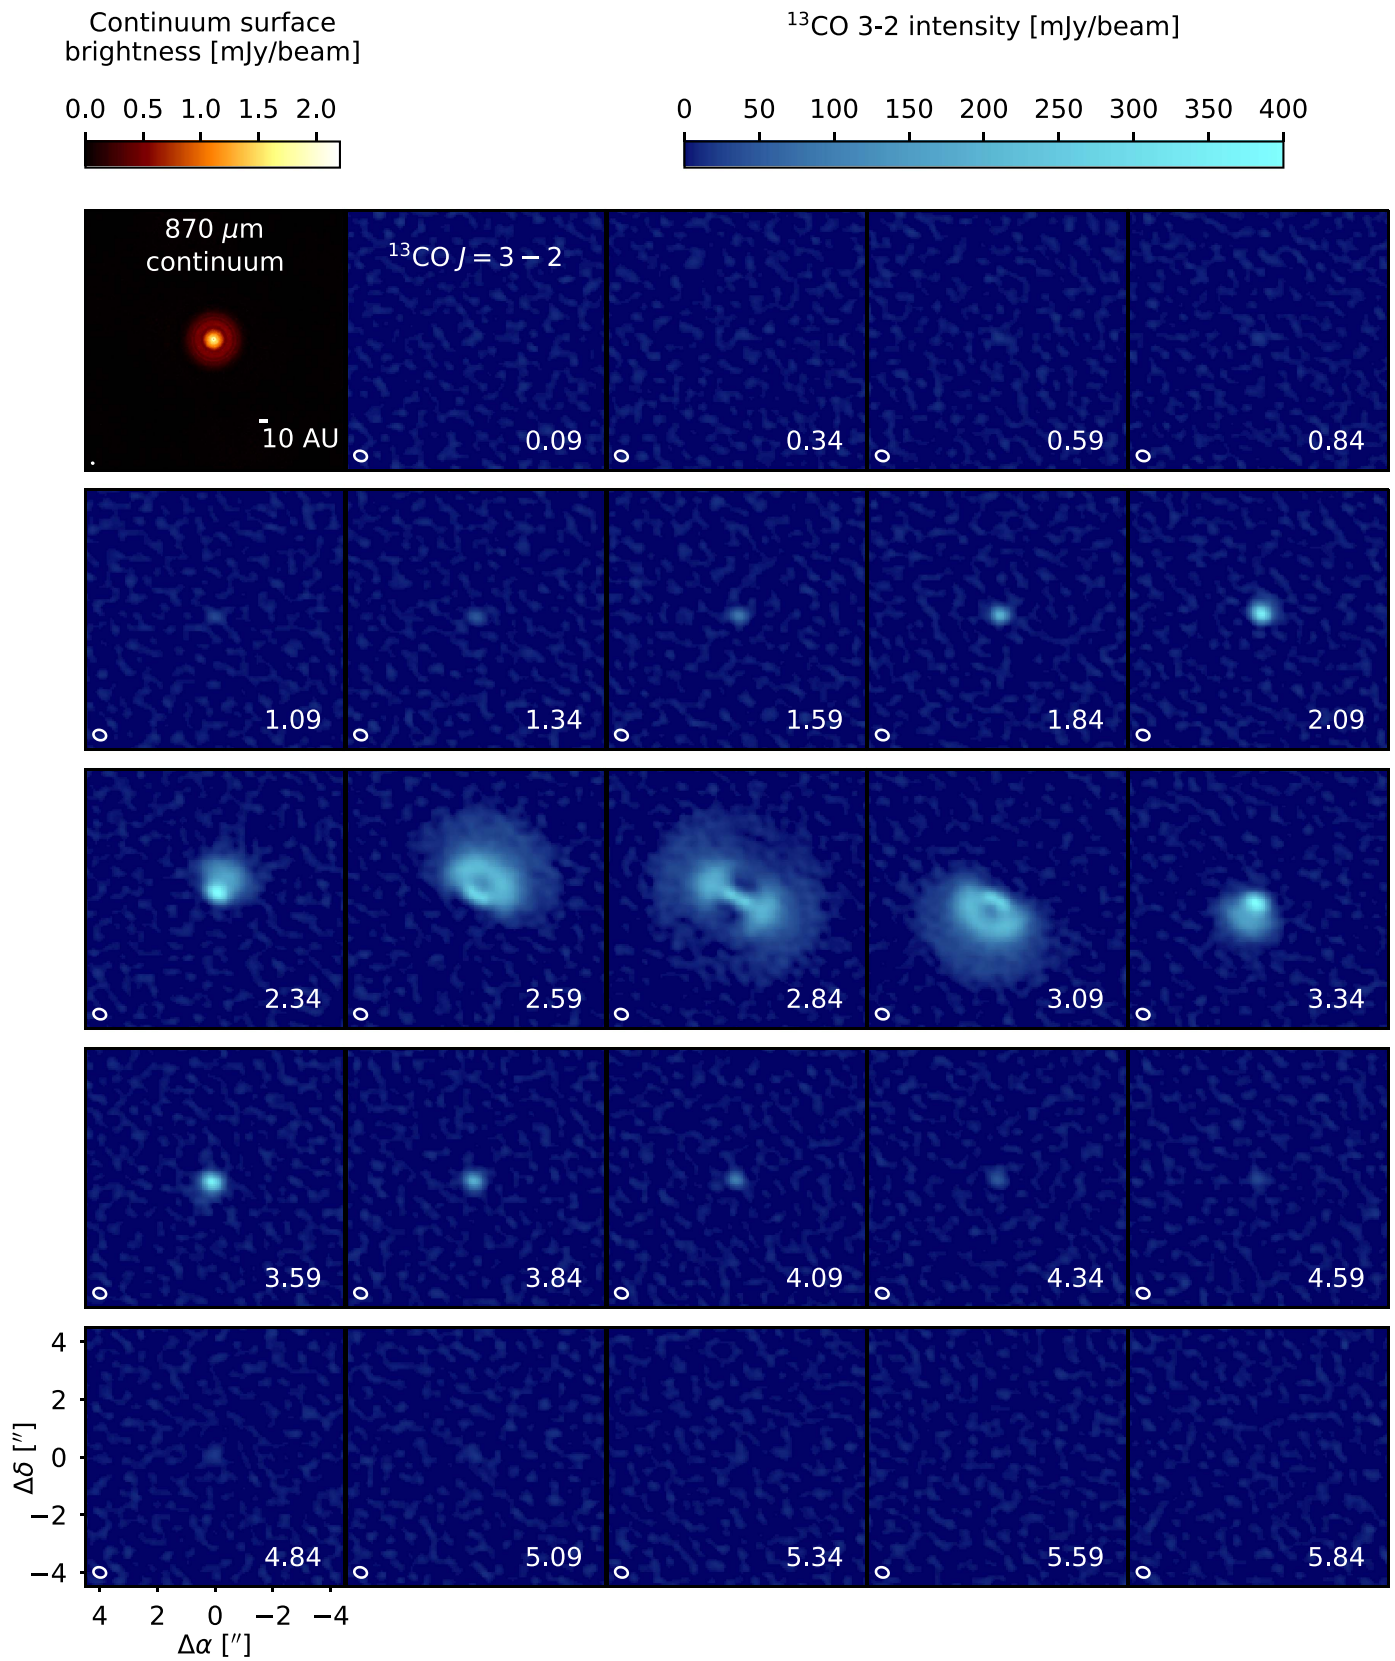 Continuum surface
brightness [mJy/beam]
¹³CO 3-2 intensity [mJy/beam]
0.0 0.5 1.0 1.5 2.0
0 50 100 150 200 250 300 350 400
870 μm
continuum
10 AU
¹³CO J = 3 − 2
0.09
0.34
0.59
0.84
1.09
1.34
1.59
1.84
2.09
2.34
2.59
2.84
3.09
3.34
3.59
3.84
4.09
4.34
4.59
4.84
5.09
5.34
5.59
5.84
4
2
0
−2
−4
Δδ [″]
4 2 0 −2 −4
Δα [″]